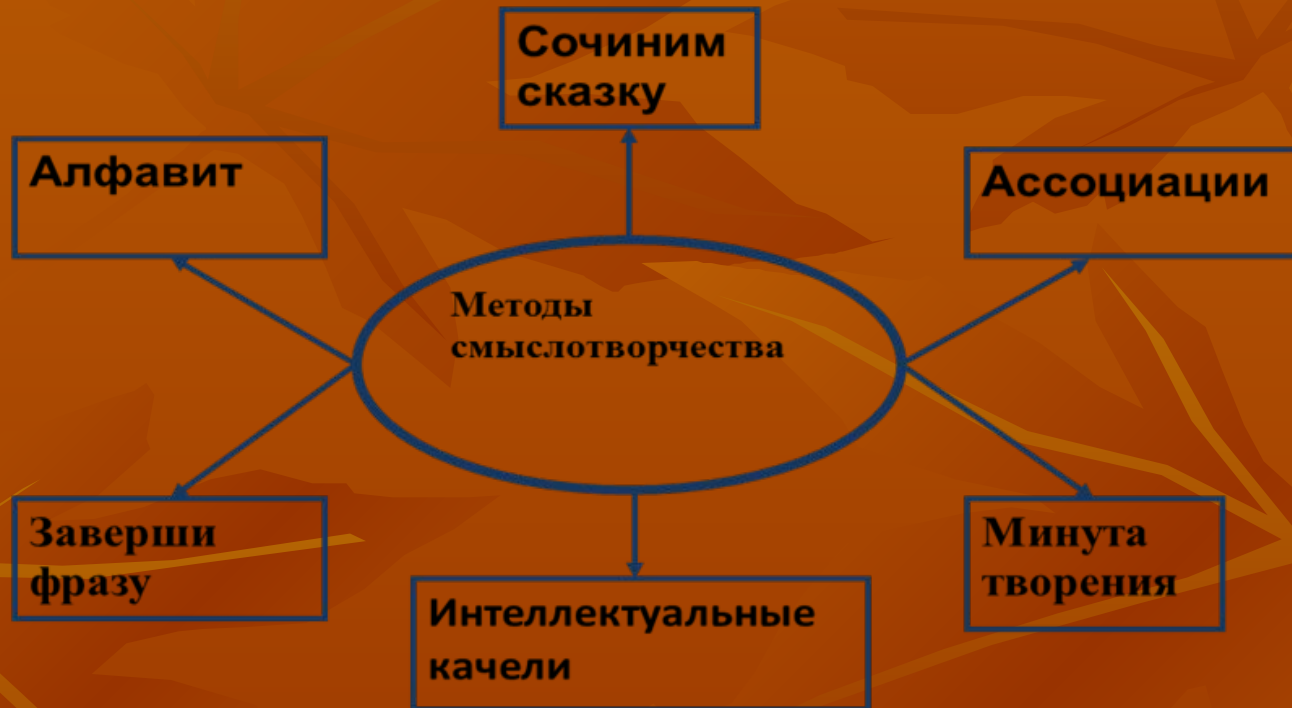 Сочиним
сказку
Алфавит
Ассоциации
Методы
смыслотворчества
Заверши
фразу
Минута
творения
Интеллектуальные
качели